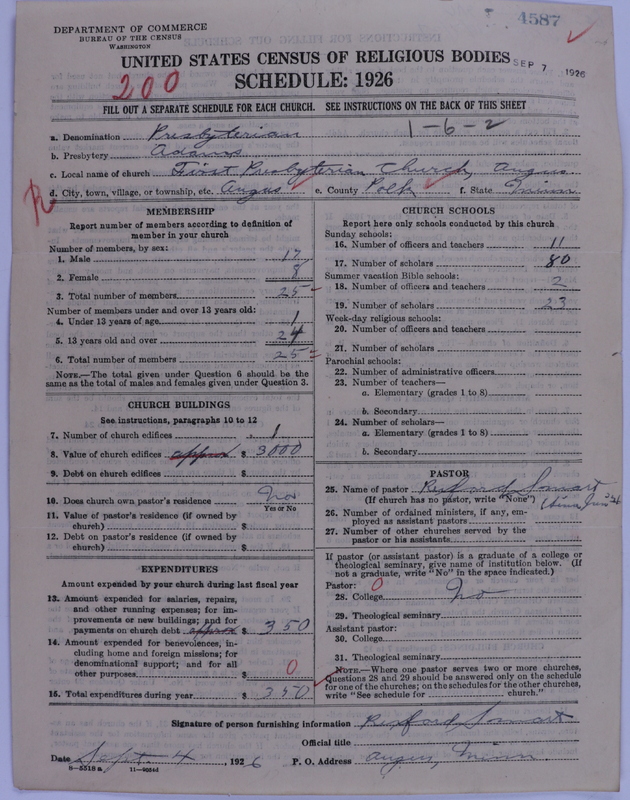 4587
DEPARTMENT OF COMMERCE
BUREAU OF THE CENSUS
WASHINGTON
UNITED STATES CENSUS OF RELIGIOUS BODIES
SEP 7 1926
200
SCHEDULE: 1926
FILL OUT A SEPARATE SCHEDULE FOR EACH CHURCH. SEE INSTRUCTIONS ON THE BACK OF THIS SHEET
a. Denomination Presbyterian 1-6-2
b. Presbytery Adams
c. Local name of church First Presbyterian Church, Angus
d. City, town, village, or township, etc. Angus e. County Polk f. State Minn
R
MEMBERSHIP
Report number of members according to definition of
member in your church
Number of members, by sex:
1. Male 17
2. Female 8
3. Total number of members 25
Number of members under and over 13 years old:
4. Under 13 years of age 1
5. 13 years old and over 24
6. Total number of members 25
NOTE.—The total given under Question 6 should be the
same as the total of males and females given under Question 3.
CHURCH BUILDINGS
See instructions, paragraphs 10 to 12
7. Number of church edifices 1
8. Value of church edifices approx $ 3000
9. Debt on church edifices $
10. Does church own pastor's residence No
Yes or No
11. Value of pastor's residence (if owned by
church) $
12. Debt on pastor's residence (if owned by
church) $
EXPENDITURES
Amount expended by your church during last fiscal year
13. Amount expended for salaries, repairs,
and other running expenses; for im-
provements or new buildings; and for
payments on church debt approx $ 350
14. Amount expended for benevolences, in-
cluding home and foreign missions; for
denominational support; and for all
other purposes $ 0
15. Total expenditures during year $ 350
CHURCH SCHOOLS
Report here only schools conducted by this church
Sunday schools:
16. Number of officers and teachers 11
17. Number of scholars 80
Summer vacation Bible schools:
18. Number of officers and teachers 2
19. Number of scholars 23
Week-day religious schools:
20. Number of officers and teachers
21. Number of scholars
Parochial schools:
22. Number of administrative officers
23. Number of teachers—
a. Elementary (grades 1 to 8)
b. Secondary
24. Number of scholars—
a. Elementary (grades 1 to 8)
b. Secondary
PASTOR
25. Name of pastor Rexford
(If church has no pastor, write "None")
26. Number of ordained ministers, if any, em-
ployed as assistant pastors
27. Number of other churches served by the
pastor or his assistants
If pastor (or assistant pastor) is a graduate of a college or
theological seminary, give name of institution below. (If
not a graduate, write "No" in the space indicated.)
Pastor: 0
28. College No
29. Theological seminary
Assistant pastor:
30. College
31. Theological seminary
NOTE.—Where one pastor serves two or more churches,
Questions 28 and 29 should be answered only on the schedule
for one of the churches; on the schedules for the other churches,
write "See schedule for church."
Signature of person furnishing information Rexford
Official title
Date Sept. 4 1926 P. O. Address Angus, Minn
8—5518 a